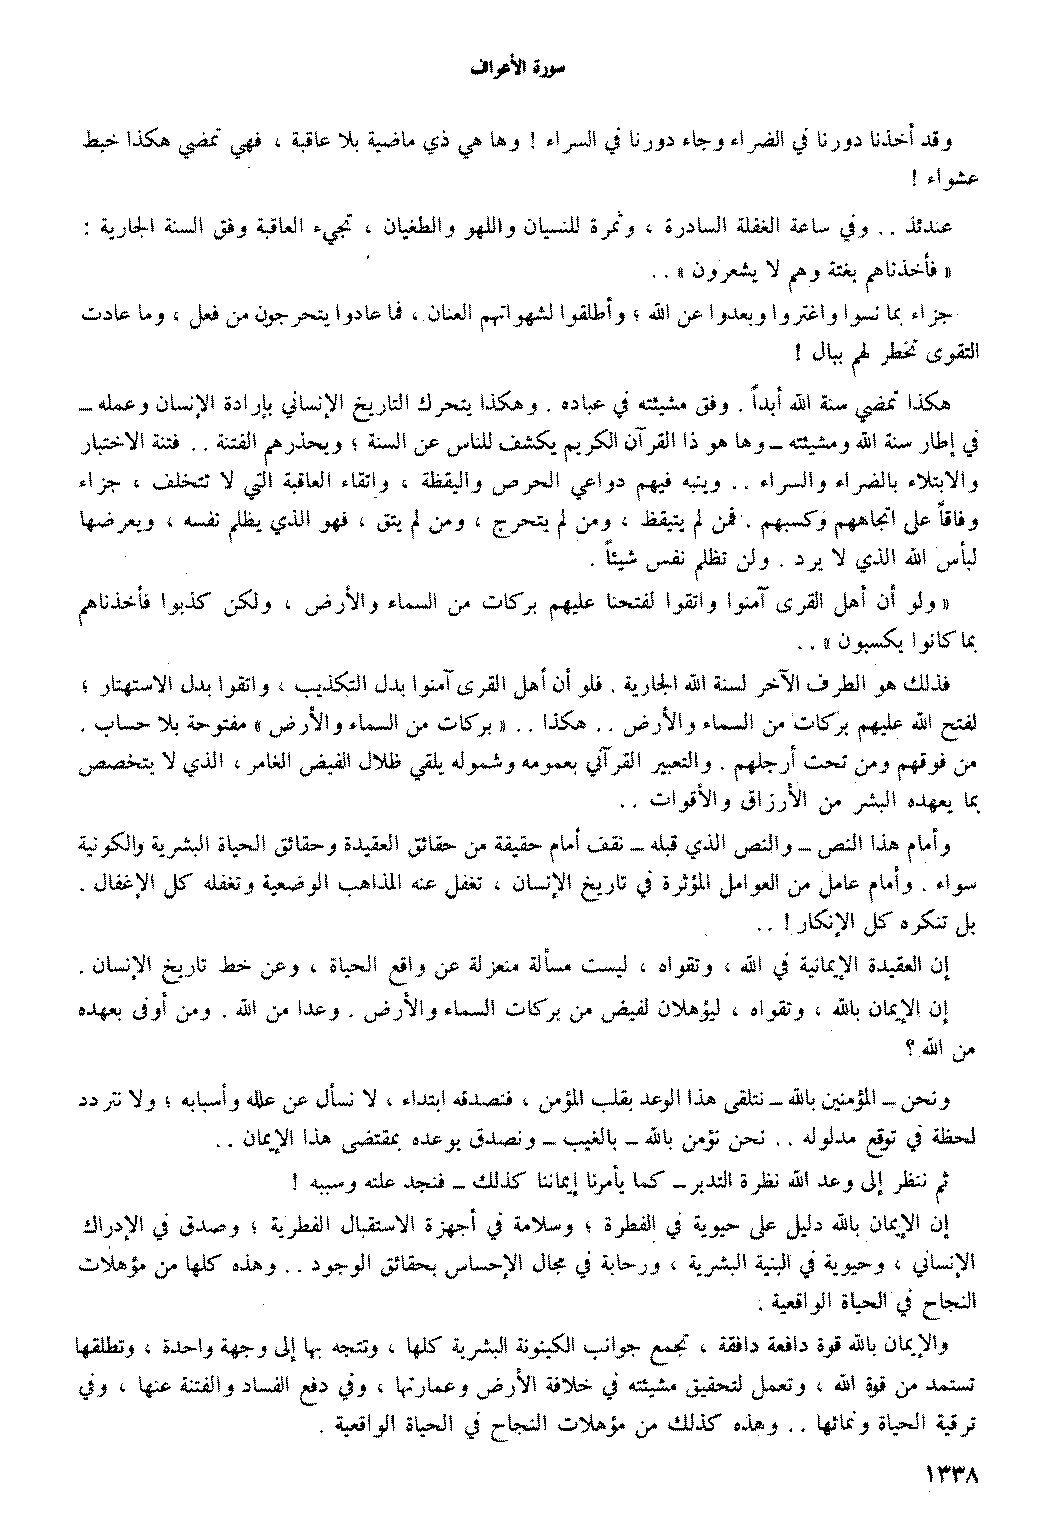 سورة الأعراف
وقد أخذنا دورنا في الضراء وجاء دورنا في السراء ! وها هي ذي ماضية بلا عاقبة ، فهي تمضي هكذا خبط
عشواء !
عندئذ .. وفي ساعة الغفلة السادرة ، وثمرة للنسيان واللهو والطغيان ، تجيء العاقبة وفق السنة الجارية :
« فأخذناهم بغتة وهم لا يشعرون » ..
جزاء بما نسوا واغتروا وبعدوا عن الله ؛ وأطلقوا لشهواتهم العنان ، فما عادوا يتحرجون من فعل ، وما عادت
التقوى تخطر لهم ببال !
هكذا تمضي سنة الله أبداً . وفق مشيئته في عباده . وهكذا يتحرك التاريخ الإنساني بإرادة الإنسان وعمله ــ
في إطار سنة الله ومشيئته ــ وها هو ذا القرآن الكريم يكشف للناس عن السنة ؛ ويحذرهم الفتنة .. فتنة الاختبار
والابتلاء بالضراء والسراء .. وينبه فيهم دواعي الحرص واليقظة ، واتقاء العاقبة التي لا تتخلف ، جزاء
وفاقاً على اتجاههم وكسبهم . فمن لم يتيقظ ، ومن لم يتحرج ، ومن لم يتق ، فهو الذي يظلم نفسه ، ويعرضها
لبأس الله الذي لا يرد . ولن تظلم نفس شيئاً .
« ولو أن أهل القرى آمنوا واتقوا لفتحنا عليهم بركات من السماء والأرض ، ولكن كذبوا فأخذناهم
بما كانوا يكسبون » ..
فذلك هو الطرف الآخر لسنة الله الجارية . فلو أن أهل القرى آمنوا بدل التكذيب ، واتقوا بدل الاستهتار ؛
لفتح الله عليهم بركات من السماء والأرض .. هكذا .. « بركات من السماء والأرض » مفتوحة بلا حساب .
من فوقهم ومن تحت أرجلهم . والتعبير القرآني بعمومه وشموله يلقي ظلال الفيض الغامر ، الذي لا يتخصص
بما يعهده البشر من الأرزاق والأقوات ..
وأمام هذا النص ــ والنص الذي قبله ــ نقف أمام حقيقة من حقائق العقيدة وحقائق الحياة البشرية والكونية
سواء . وأمام عامل من العوامل المؤثرة في تاريخ الإنسان ، تغفل عنه المذاهب الوضعية وتغفله كل الإغفال .
بل تنكره كل الإنكار ! ..
إن العقيدة الإيمانية في الله ، وتقواه ، ليست مسألة منعزلة عن واقع الحياة ، وعن خط تاريخ الإنسان .
إن الإيمان بالله ، وتقواه ، ليؤهلان لفيض من بركات السماء والأرض . وعدا من الله . ومن أوفى بعهده
من الله ؟
ونحن ــ المؤمنين بالله ــ نتلقى هذا الوعد بقلب المؤمن ، فنصدقه ابتداء ، لا نسأل عن علله وأسبابه ؛ ولا نتردد
لحظة في توقع مدلوله .. نحن نؤمن بالله ــ بالغيب ــ ونصدق بوعده بمقتضى هذا الإيمان ..
ثم ننظر إلى وعد الله نظرة التدبر ــ كما يأمرنا إيماننا كذلك ــ فنجد علته وسببه !
إن الإيمان بالله دليل على حيوية في الفطرة ؛ وسلامة في أجهزة الاستقبال الفطرية ؛ وصدق في الإدراك
الإنساني ، وحيوية في البنية البشرية ، ورحابة في مجال الإحساس بحقائق الوجود .. وهذه كلها من مؤهلات
النجاح في الحياة الواقعية .
والإيمان بالله قوة دافعة دافقة ، تجمع جوانب الكينونة البشرية كلها ، وتتجه بها إلى وجهة واحدة ، وتطلقها
تستمد من قوة الله ، وتعمل لتحقيق مشيئته في خلافة الأرض وعمارتها ، وفي دفع الفساد والفتنة عنها ، وفي
ترقية الحياة ونمائها .. وهذه كذلك من مؤهلات النجاح في الحياة الواقعية .
١٣٣٨